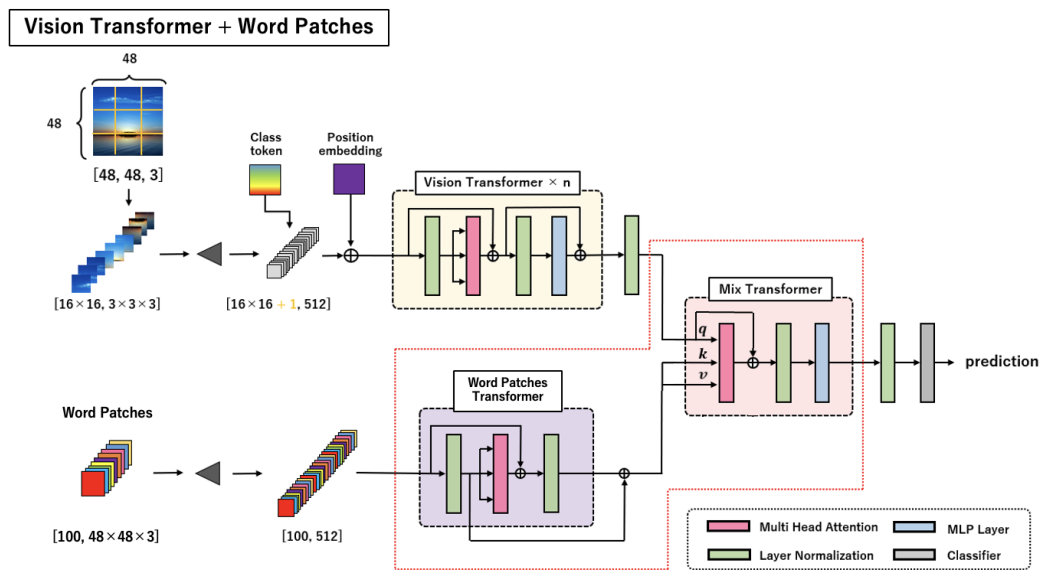 Vision Transformer + Word Patches
48
48
[48, 48, 3]
Class
token
Position
embedding
[16×16, 3×3×3]
[16×16 + 1, 512]
Vision Transformer × n
Mix Transformer
q
k
v
prediction
Word Patches
Word Patches
Transformer
[100, 48×48×3]
[100, 512]
Multi Head Attention
MLP Layer
Layer Normalization
Classifier